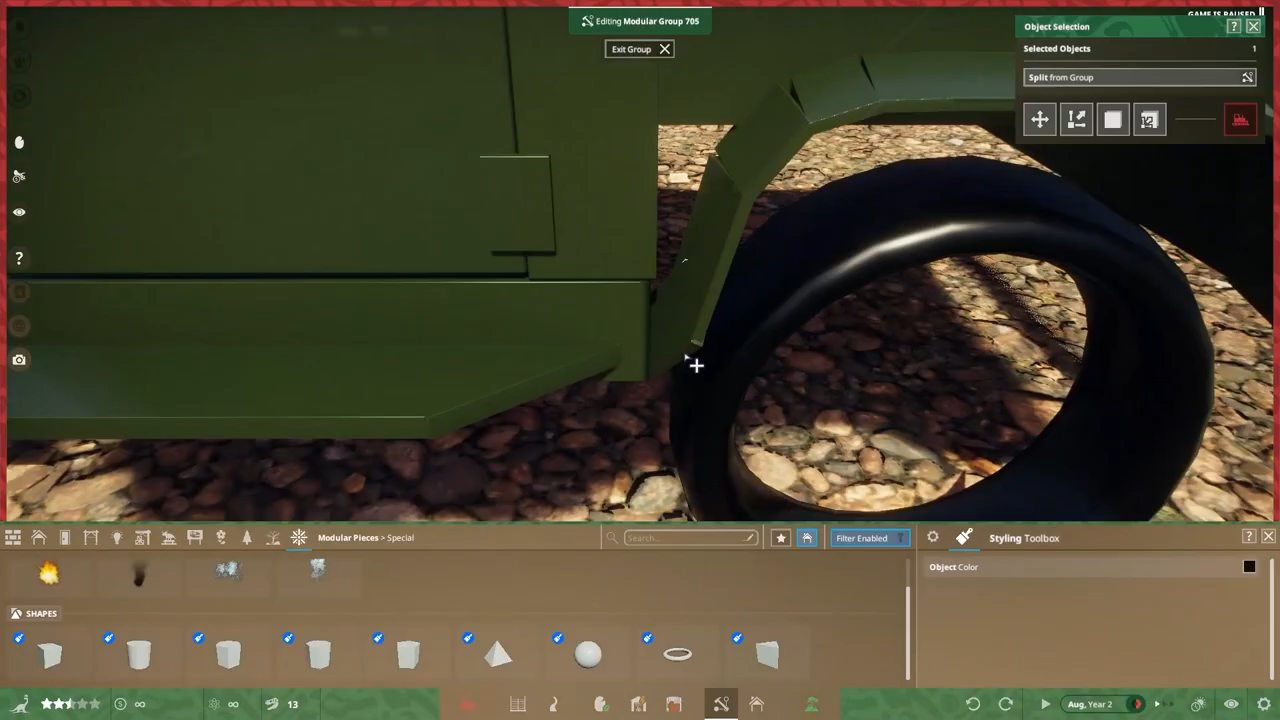 Editing Modular Group 705
Exit Group
GAME IS PAUSED
Object Selection
?
Selected Objects 1
Split from Group
12
?
Modular Pieces > Special
Search...
Filter Enabled
Styling Toolbox
?
Object Color
SHAPES
∞
∞
13
Aug, Year 2